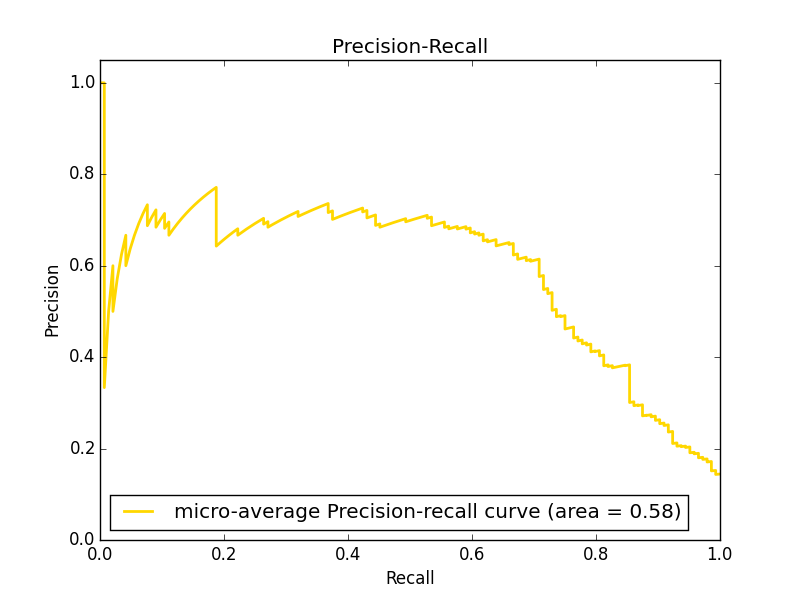 Precision-Recall
1.0
0.8
0.6
0.4
0.2
0.0
Precision
micro-average Precision-recall curve (area = 0.58)
0.0 0.2 0.4 0.6 0.8 1.0
Recall